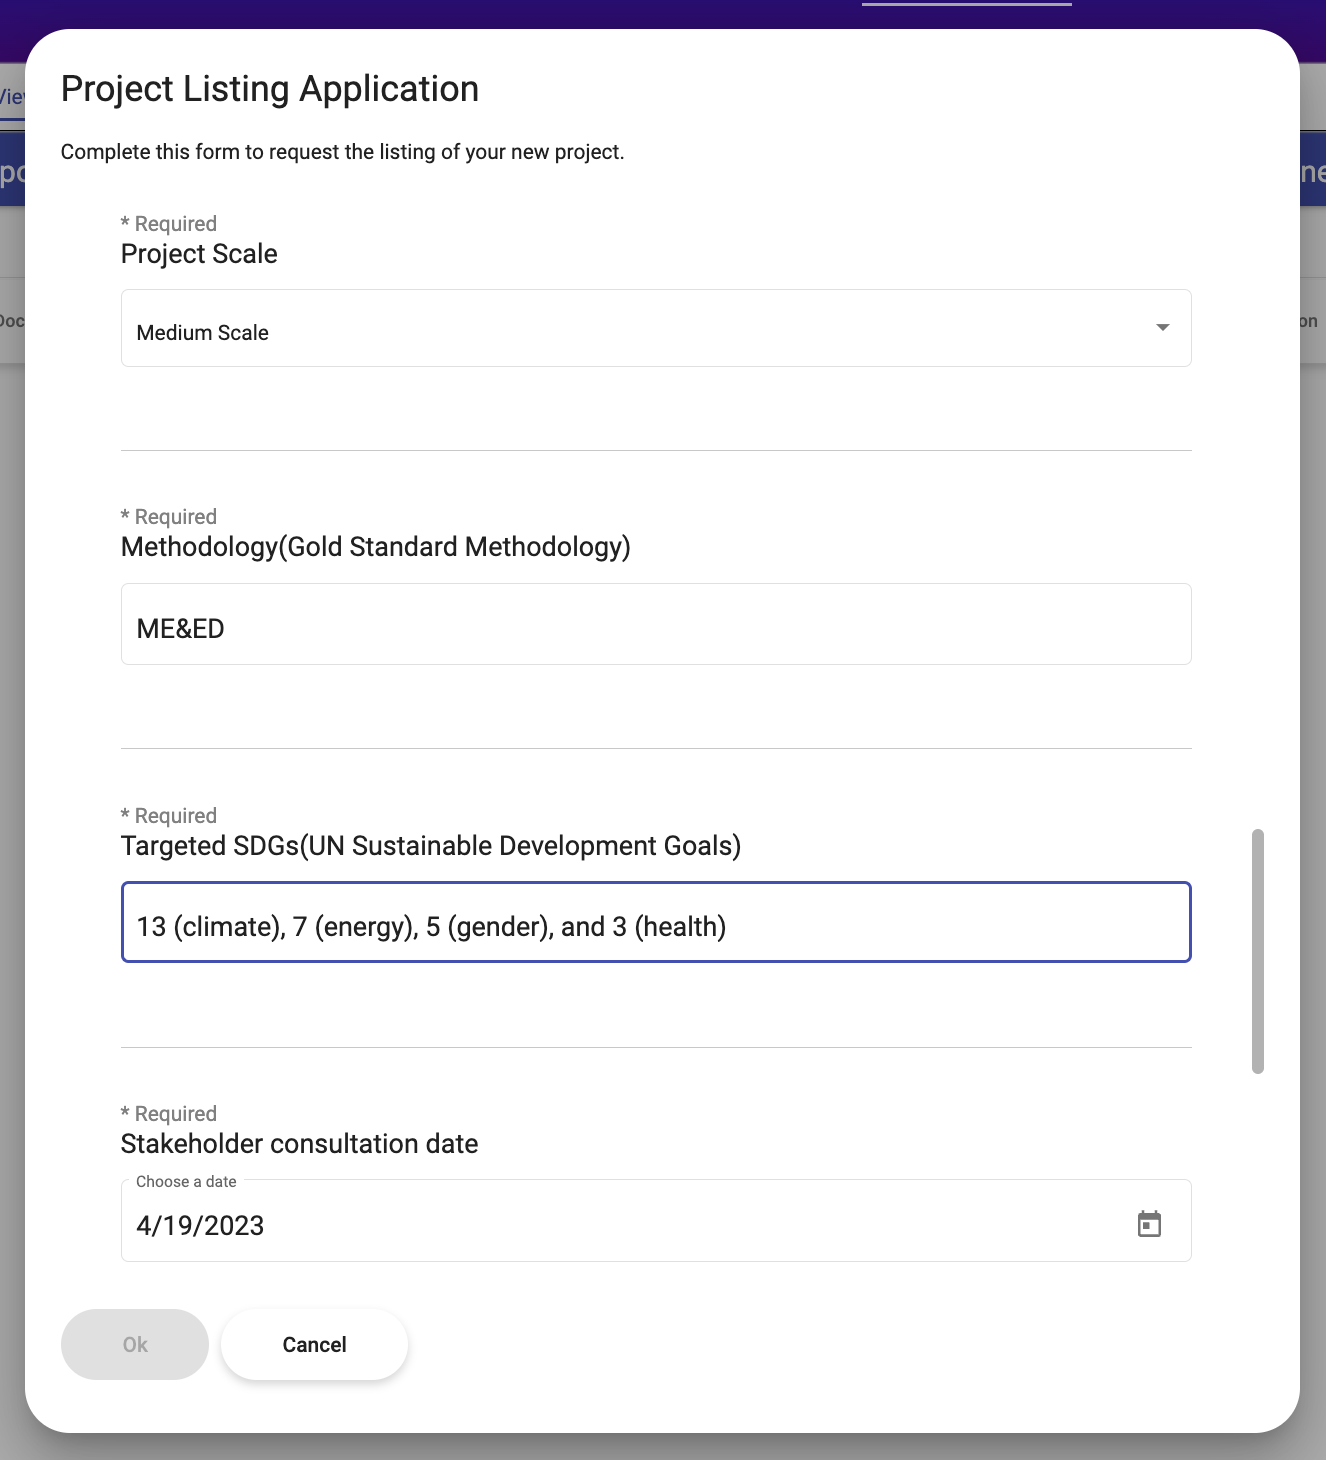 Project Listing Application
Complete this form to request the listing of your new project.
* Required
Project Scale
Medium Scale
* Required
Methodology(Gold Standard Methodology)
ME&ED
* Required
Targeted SDGs(UN Sustainable Development Goals)
13 (climate), 7 (energy), 5 (gender), and 3 (health)
* Required
Stakeholder consultation date
Choose a date
4/19/2023
Ok
Cancel